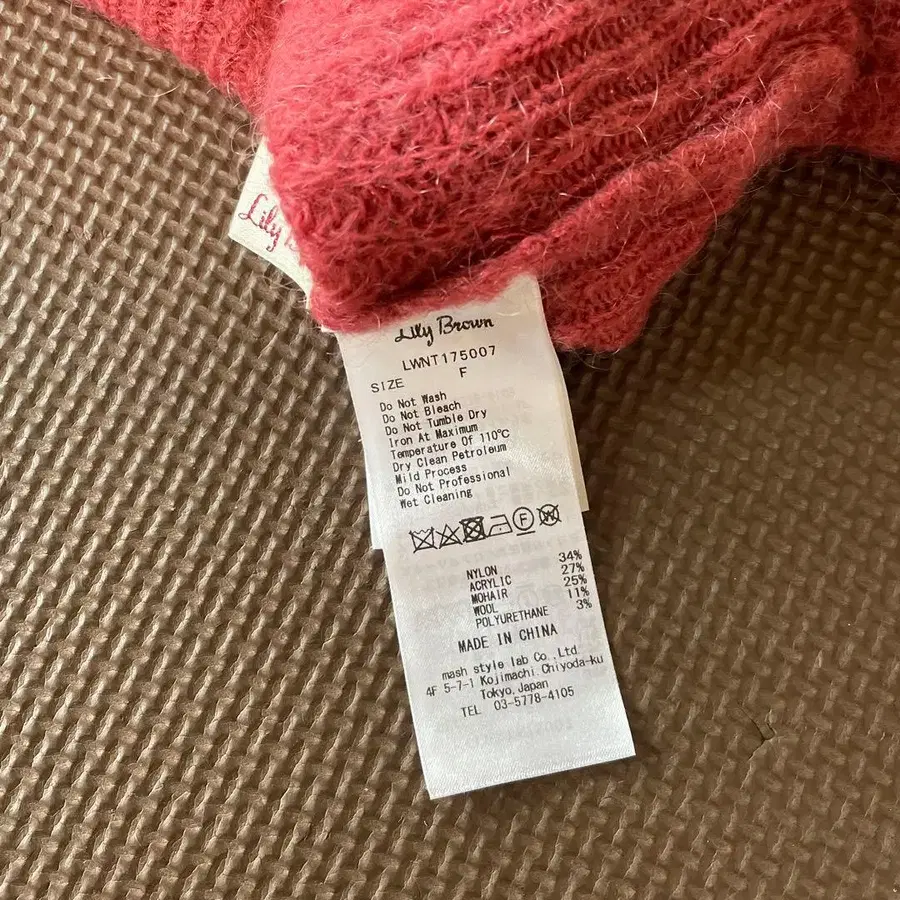 Lily
Lily Brown
LWNT175007
SIZE F
Do Not Wash
Do Not Bleach
Do Not Tumble Dry
Iron At Maximum
Temperature Of 110℃
Dry Clean Petroleum
Mild Process
Do Not Professional
Wet Cleaning
F W
NYLON 34%
ACRYLIC 27%
MOHAIR 25%
WOOL 11%
POLYURETHANE 3%
MADE IN CHINA
mash style lab Co.,Ltd.
4F 5-7-1 Kojimachi,Chiyoda-ku
Tokyo,Japan
TEL 03-5778-4105